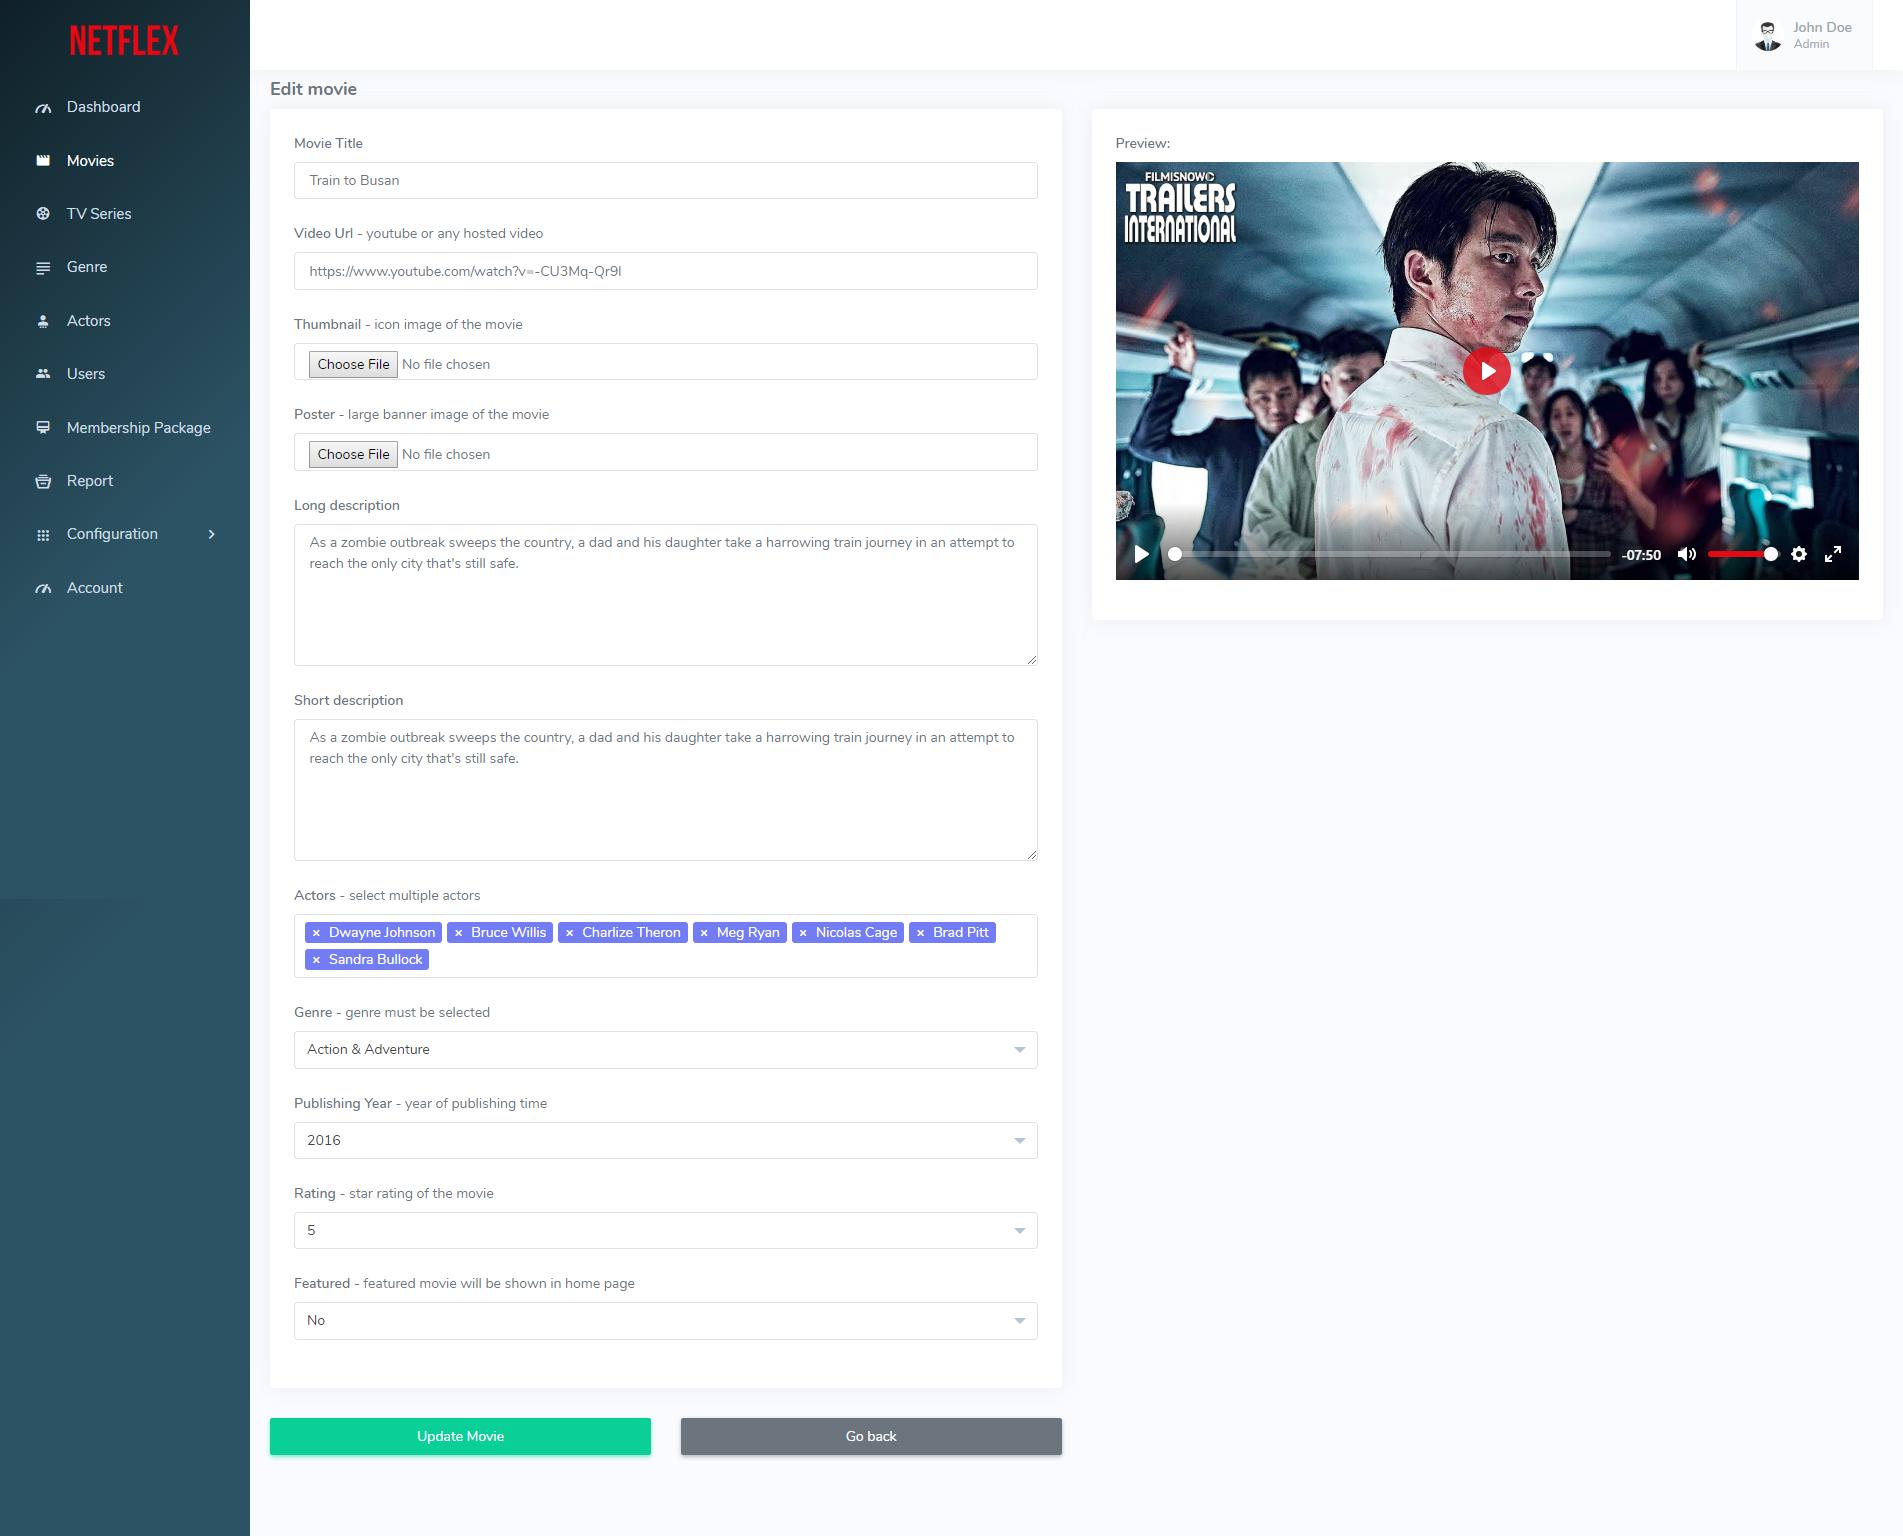 NETFLEX
Dashboard
Movies
TV Series
Genre
Actors
Users
Membership Package
Report
Configuration
Account
John Doe
Admin
Edit movie
Movie Title
Train to Busan
Video Url - youtube or any hosted video
https://www.youtube.com/watch?v=-CU3Mq-Qr9I
Thumbnail - icon image of the movie
Choose File No file chosen
Poster - large banner image of the movie
Choose File No file chosen
Long description
As a zombie outbreak sweeps the country, a dad and his daughter take a harrowing train journey in an attempt to
reach the only city that's still safe.
Short description
As a zombie outbreak sweeps the country, a dad and his daughter take a harrowing train journey in an attempt to
reach the only city that's still safe.
Actors - select multiple actors
× Dwayne Johnson × Bruce Willis × Charlize Theron × Meg Ryan × Nicolas Cage × Brad Pitt
× Sandra Bullock
Genre - genre must be selected
Action & Adventure
Publishing Year - year of publishing time
2016
Rating - star rating of the movie
5
Featured - featured movie will be shown in home page
No
Update Movie
Go back
Preview:
FILMISNOW
TRAILERS
INTERNATIONAL
-07:50